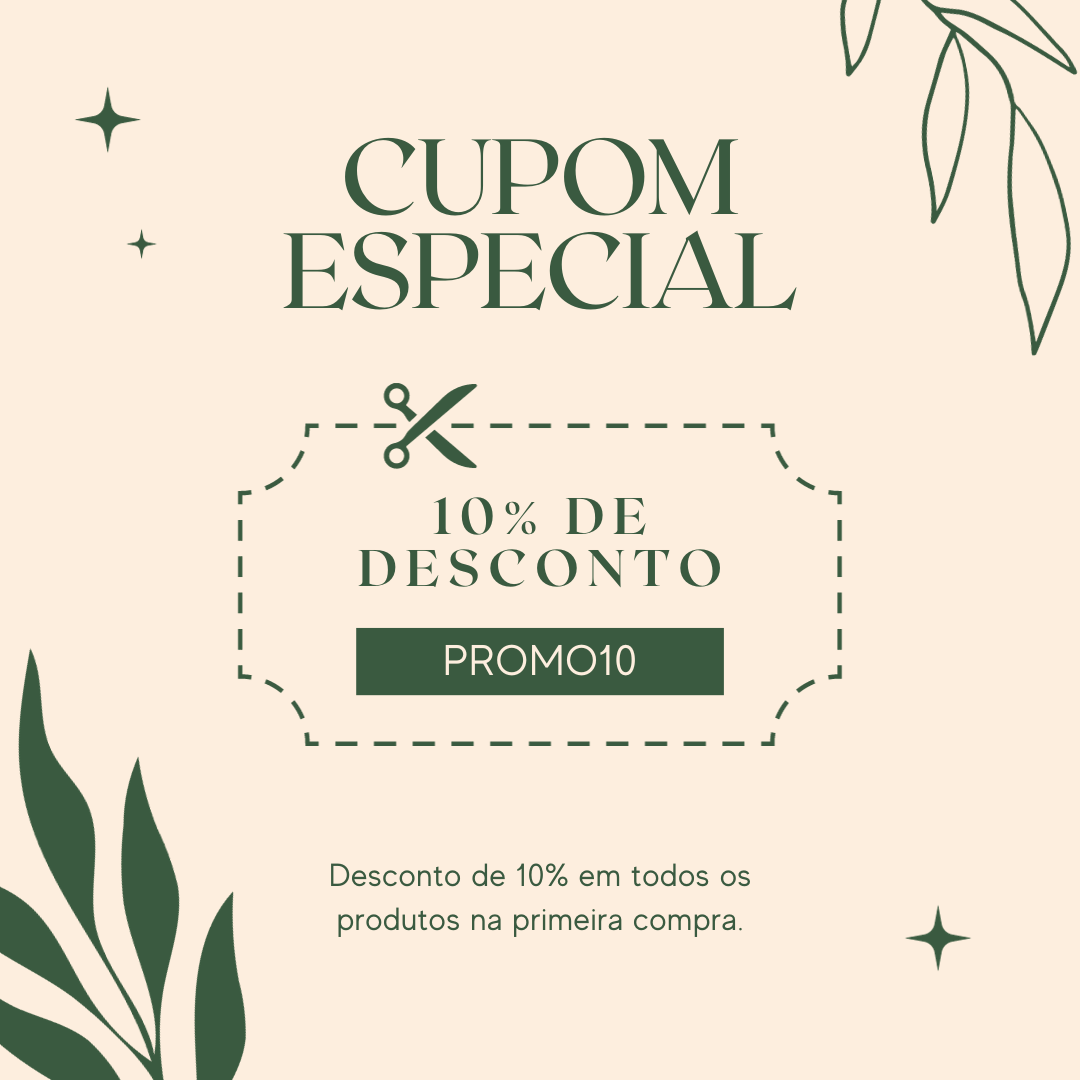 CUPOM
ESPECIAL
10% DE
DESCONTO
PROMO10
Desconto de 10% em todos os
produtos na primeira compra.